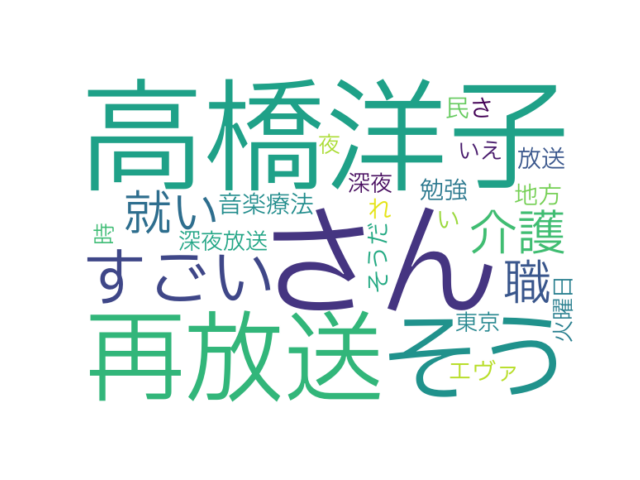 高橋洋子
民
さ
夜
いえ
放送
深夜
勉強
地方
就い
音楽療法
れ
い
介護
時
深夜放送
そうだ
さん
すごい
職
火曜日
再放送
そう
東京
エヴァ